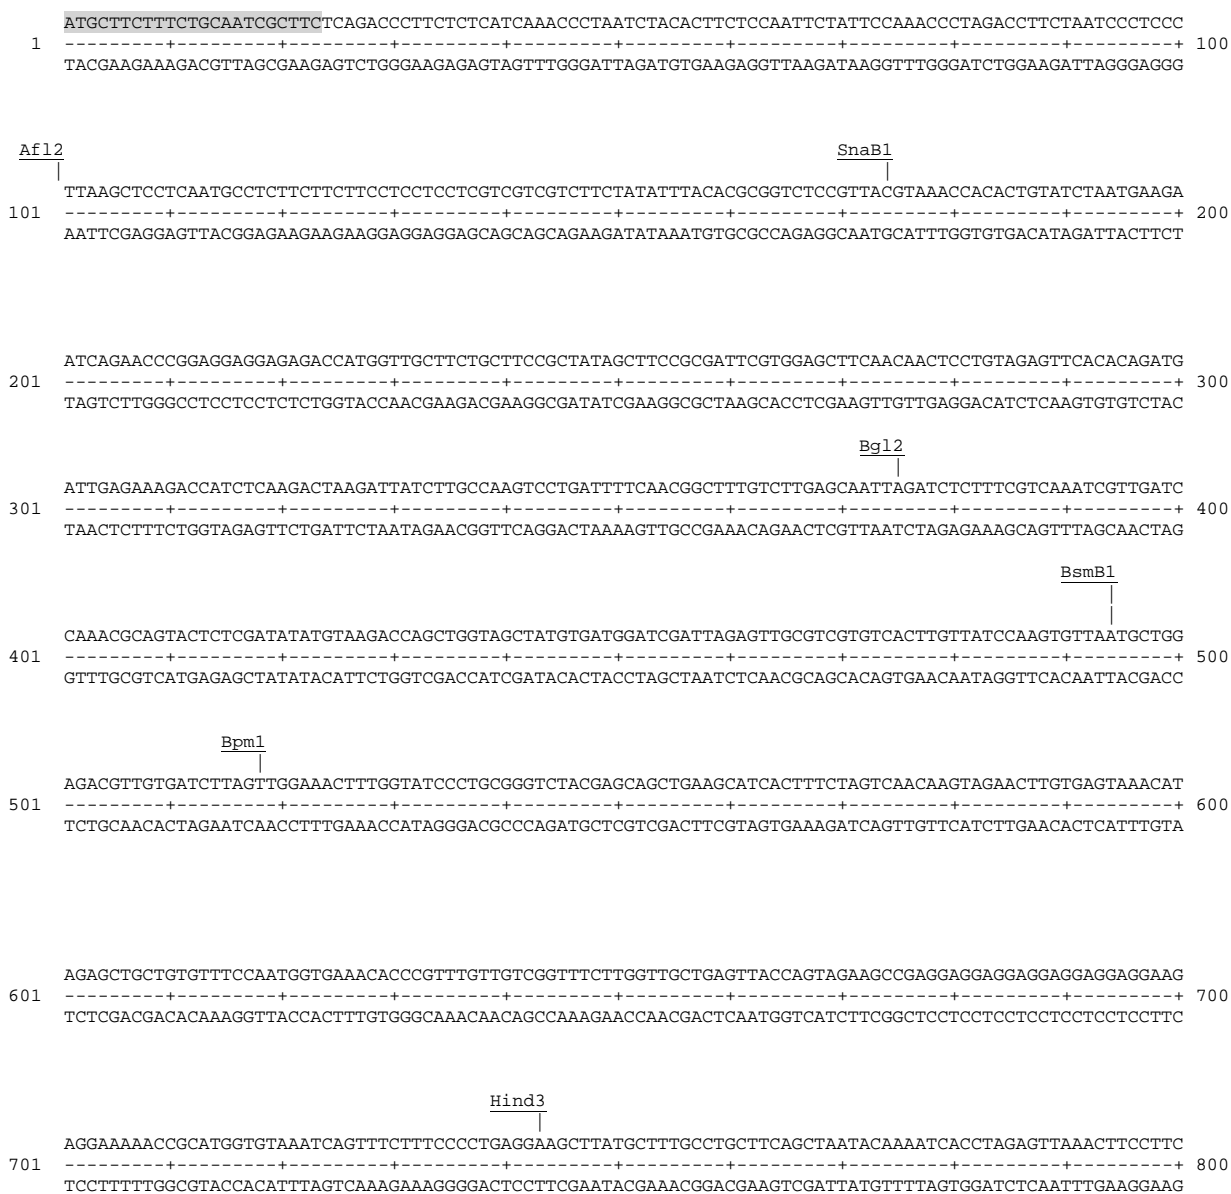 ATGCTTCTTTCTGCAATCGCTTCTCAGACCCTTCTCTCATCAAACCCTAATCTACACTTCTCCAATTCTATTCCAAACCCTAGACCTTCTAATCCCTCCC
1 ---------+---------+---------+---------+---------+---------+---------+---------+---------+---------+ 100
TACGAAGAAAGACGTTAGCGAAGAGTCTGGGAAGAGAGTAGTTTGGGATTAGATGTGAAGAGGTTAAGATAAGGTTTGGGATCTGGAAGATTAGGGAGGG
Afl2 SnaB1
| |
TTAAGCTCCTCAATGCCTCTTCTTCTTCCTCCTCCTCGTCGTCGTCTTCTATATTTACACGCGGTCTCCGTTACGTAAACCACACTGTATCTAATGAAGA
101 ---------+---------+---------+---------+---------+---------+---------+---------+---------+---------+ 200
AATTCGAGGAGTTACGGAGAAGAAGAAGGAGGAGGAGCAGCAGCAGAAGATATAAATGTGCGCCAGAGGCAATGCATTTGGTGTGACATAGATTACTTCT
ATCAGAACCCGGAGGAGGAGAGACCATGGTTGCTTCTGCTTCCGCTATAGCTTCCGCGATTCGTGGAGCTTCAACAACTCCTGTAGAGTTCACACAGATG
201 ---------+---------+---------+---------+---------+---------+---------+---------+---------+---------+ 300
TAGTCTTGGGCCTCCTCCTCTCTGGTACCAACGAAGACGAAGGCGATATCGAAGGCGCTAAGCACCTCGAAGTTGTTGAGGACATCTCAAGTGTGTCTAC
Bgl2
|
ATTGAGAAAGACCATCTCAAGACTAAGATTATCTTGCCAAGTCCTGATTTTCAACGGCTTTGTCTTGAGCAATTAGATCTCTTTCGTCAAATCGTTGATC
301 ---------+---------+---------+---------+---------+---------+---------+---------+---------+---------+ 400
TAACTCTTTCTGGTAGAGTTCTGATTCTAATAGAACGGTTCAGGACTAAAAGTTGCCGAAACAGAACTCGTTAATCTAGAGAAAGCAGTTTAGCAACTAG
BsmB1
|
|
CAAACGCAGTACTCTCGATATATGTAAGACCAGCTGGTAGCTATGTGATGGATCGATTAGAGTTGCGTCGTGTCACTTGTTATCCAAGTGTTAATGCTGG
401 ---------+---------+---------+---------+---------+---------+---------+---------+---------+---------+ 500
GTTTGCGTCATGAGAGCTATATACATTCTGGTCGACCATCGATACACTACCTAGCTAATCTCAACGCAGCACAGTGAACAATAGGTTCACAATTACGACC
Bpm1
|
AGACGTTGTGATCTTAGTTGGAAACTTTGGTATCCCTGCGGGTCTACGAGCAGCTGAAGCATCACTTTCTAGTCAACAAGTAGAACTTGTGAGTAAACAT
501 ---------+---------+---------+---------+---------+---------+---------+---------+---------+---------+ 600
TCTGCAACACTAGAATCAACCTTTGAAACCATAGGGACGCCCAGATGCTCGTCGACTTCGTAGTGAAAGATCAGTTGTTCATCTTGAACACTCATTTGTA
AGAGCTGCTGTGTTTCCAATGGTGAAACACCCGTTTGTTGTCGGTTTCTTGGTTGCTGAGTTACCAGTAGAAGCCGAGGAGGAGGAGGAGGAGGAGGAAG
601 ---------+---------+---------+---------+---------+---------+---------+---------+---------+---------+ 700
TCTCGACGACACAAAGGTTACCACTTTGTGGGCAAACAACAGCCAAAGAACCAACGACTCAATGGTCATCTTCGGCTCCTCCTCCTCCTCCTCCTCCTTC
Hind3
|
AGGAAAAACCGCATGGTGTAAATCAGTTTCTTTCCCCTGAGGAAGCTTATGCTTTGCCTGCTTCAGCTAATACAAAATCACCTAGAGTTAAACTTCCTTC
701 ---------+---------+---------+---------+---------+---------+---------+---------+---------+---------+ 800
TCCTTTTTGGCGTACCACATTTAGTCAAAGAAAGGGGACTCCTTCGAATACGAAACGGACGAAGTCGATTATGTTTTAGTGGATCTCAATTTGAAGGAAG